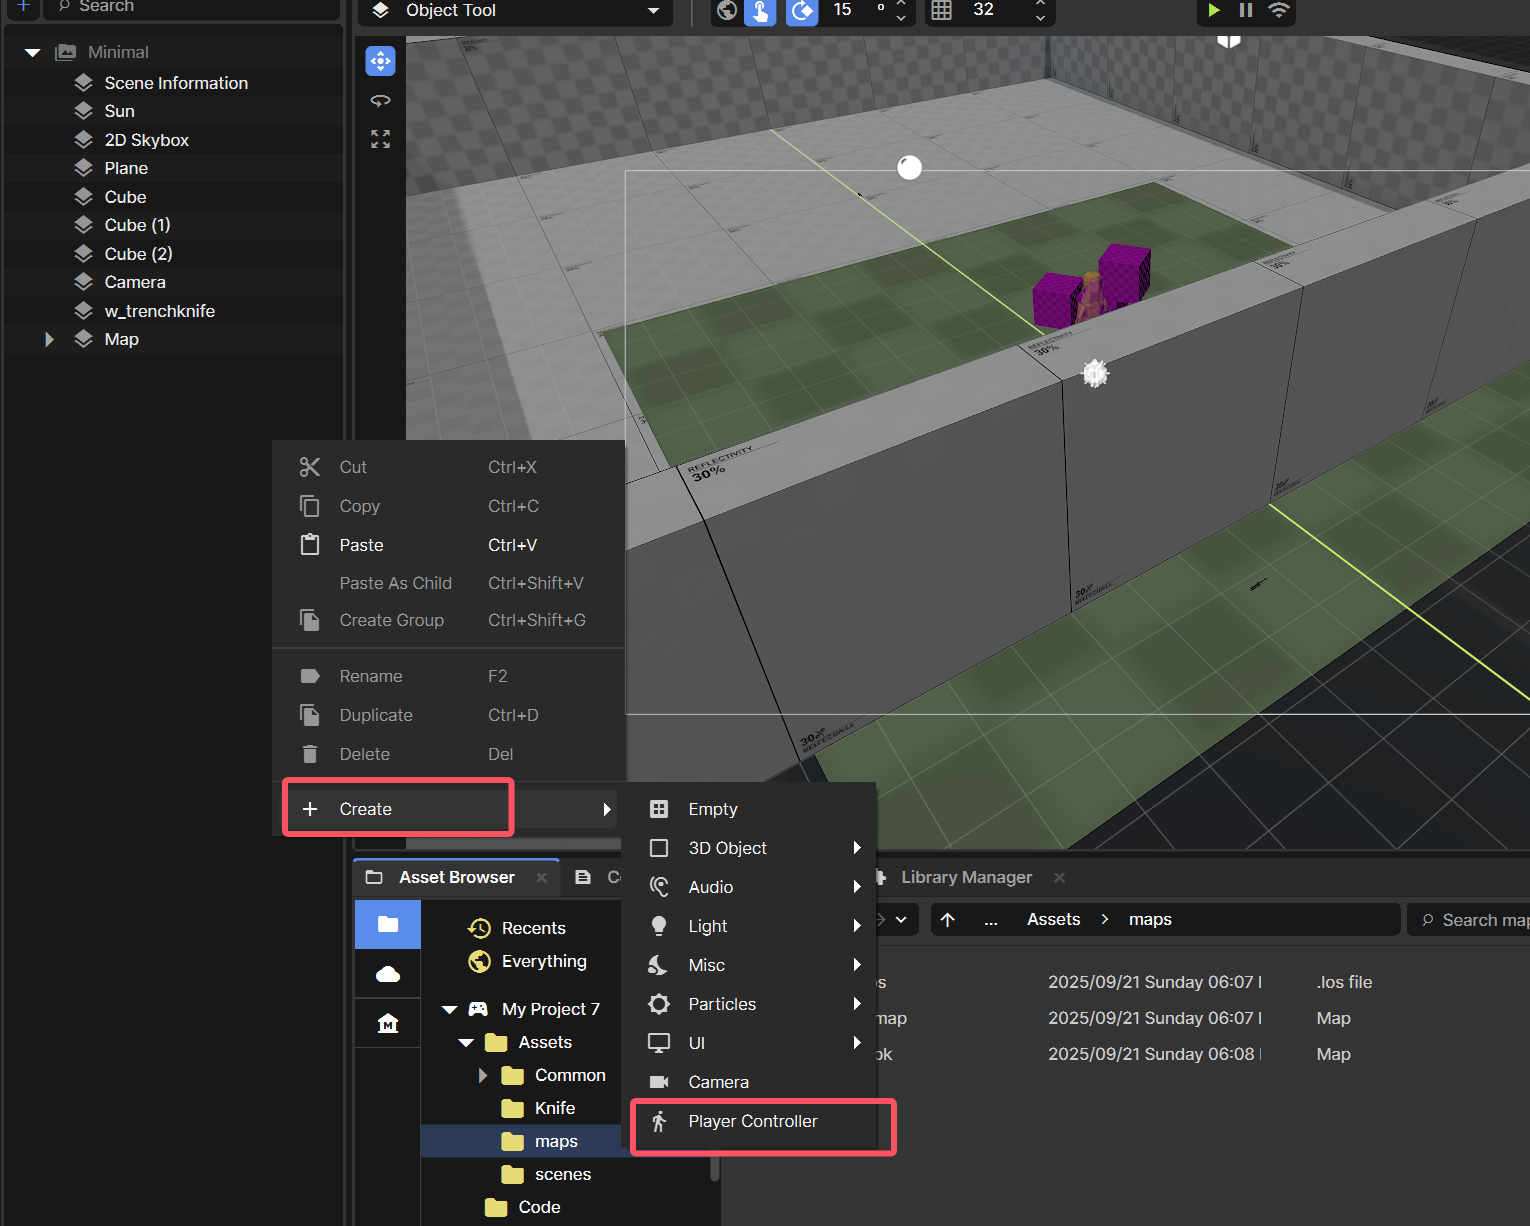 Search
Object Tool
15
°
32
Minimal
Scene Information
Sun
2D Skybox
Plane
Cube
Cube (1)
Cube (2)
Camera
w_trenchknife
Map
REFLECTIVITY
30%
REFLECTIVITY
30%
Cut Ctrl+X
Copy Ctrl+C
Paste Ctrl+V
Paste As Child Ctrl+Shift+V
Create Group Ctrl+Shift+G
Rename F2
Duplicate Ctrl+D
Delete Del
Create
Empty
3D Object
Audio
Light
Misc
Particles
UI
Camera
Player Controller
Asset Browser
Library Manager
... Assets > maps
Search map
Recents
Everything
My Project 7
Assets
Common
Knife
maps
scenes
Code
2025/09/21 Sunday 06:07 .los file
map 2025/09/21 Sunday 06:07 Map
2025/09/21 Sunday 06:08 Map